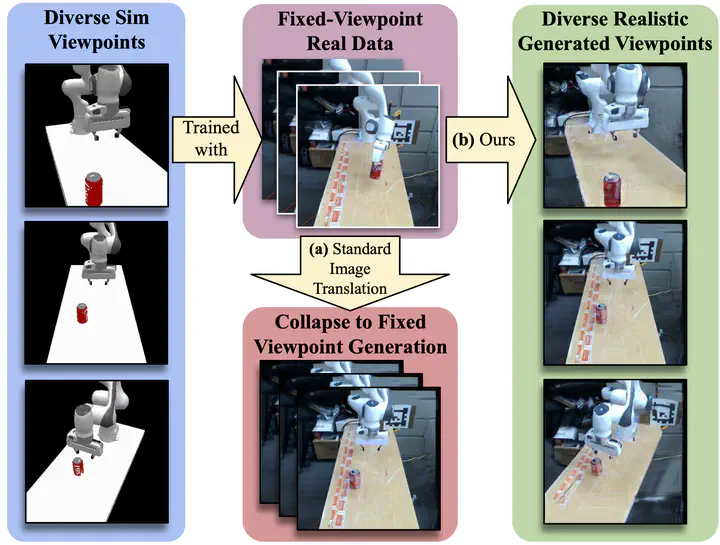 Diverse Sim
Viewpoints
Fixed-Viewpoint
Real Data
Diverse Realistic
Generated Viewpoints
Trained
with
(b) Ours
(a) Standard
Image
Translation
Collapse to Fixed
Viewpoint Generation